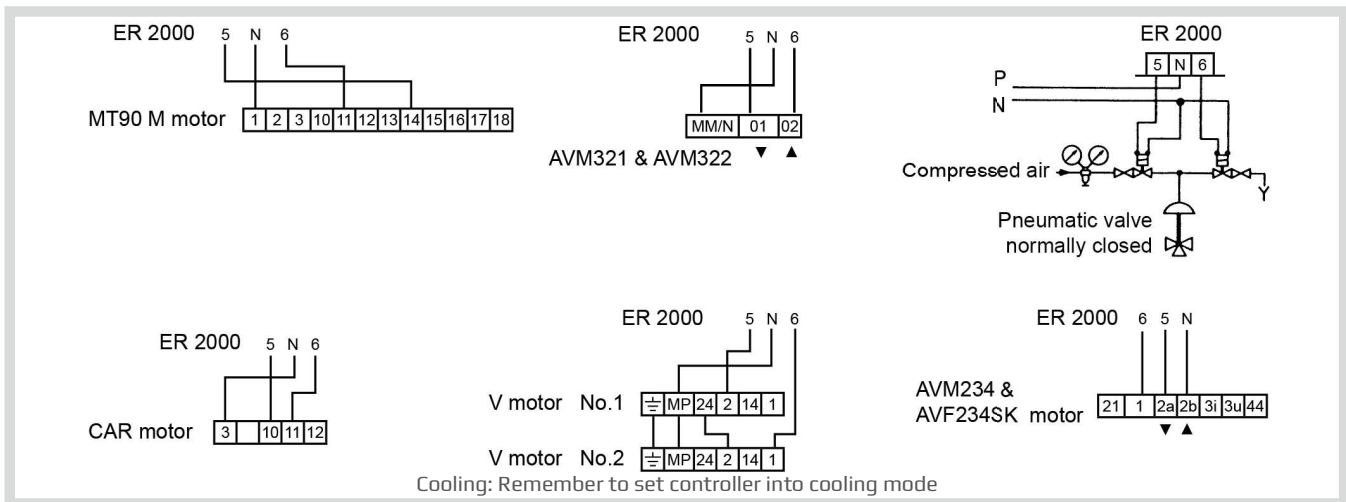 ER 2000 5 N 6
MT90 M motor 1 2 3 10 11 12 13 14 15 16 17 18
ER 2000 5 N 6
MM/N 01 02
AVM321 & AVM322 ▼ ▲
ER 2000
5 N 6
P
N
Compressed air
Y
Pneumatic valve
normally closed
ER 2000 5 N 6
CAR motor 3 10 11 12
ER 2000 5 N 6
V motor No.1 MP 24 2 14 1
V motor No.2 MP 24 2 14 1
ER 2000 6 5 N
AVM234 &
AVF234SK motor
21 1 2a 2b 3i 3u 44
▼ ▲
Cooling: Remember to set controller into cooling mode